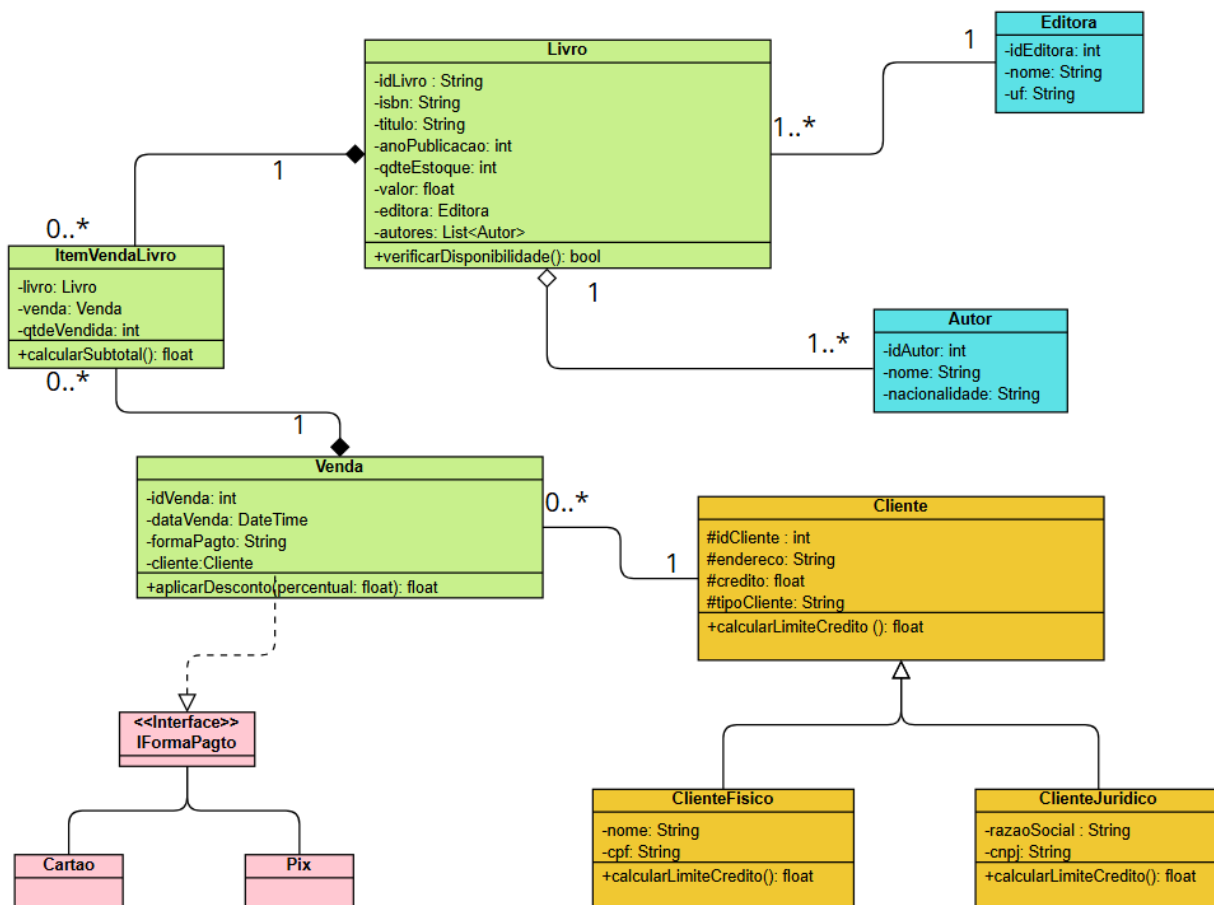 Livro
-idLivro : String
-isbn: String
-titulo: String
-anoPublicacao: int
-qdteEstoque: int
-valor: float
-editora: Editora
-autores: List<Autor>
+verificarDisponibilidade(): bool
Editora
-idEditora: int
-nome: String
-uf: String
1
1..*
1
0..*
ItemVendaLivro
-livro: Livro
-venda: Venda
-qtdeVendida: int
+calcularSubtotal(): float
0..*
1
1
1..*
Autor
-idAutor: int
-nome: String
-nacionalidade: String
Venda
-idVenda: int
-dataVenda: DateTime
-formaPagto: String
-cliente:Cliente
+aplicarDesconto(percentual: float): float
0..*
1
Cliente
#idCliente : int
#endereco: String
#credito: float
#tipoCliente: String
+calcularLimiteCredito (): float
<<Interface>>
IFormaPagto
Cartao
Pix
ClienteFisico
-nome: String
-cpf: String
+calcularLimiteCredito(): float
ClienteJuridico
-razaoSocial : String
-cnpj: String
+calcularLimiteCredito(): float